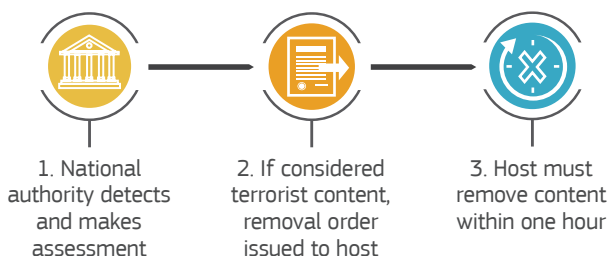 1. National
authority detects
and makes
assessment
2. If considered
terrorist content,
removal order
issued to host
3. Host must
remove content
within one hour